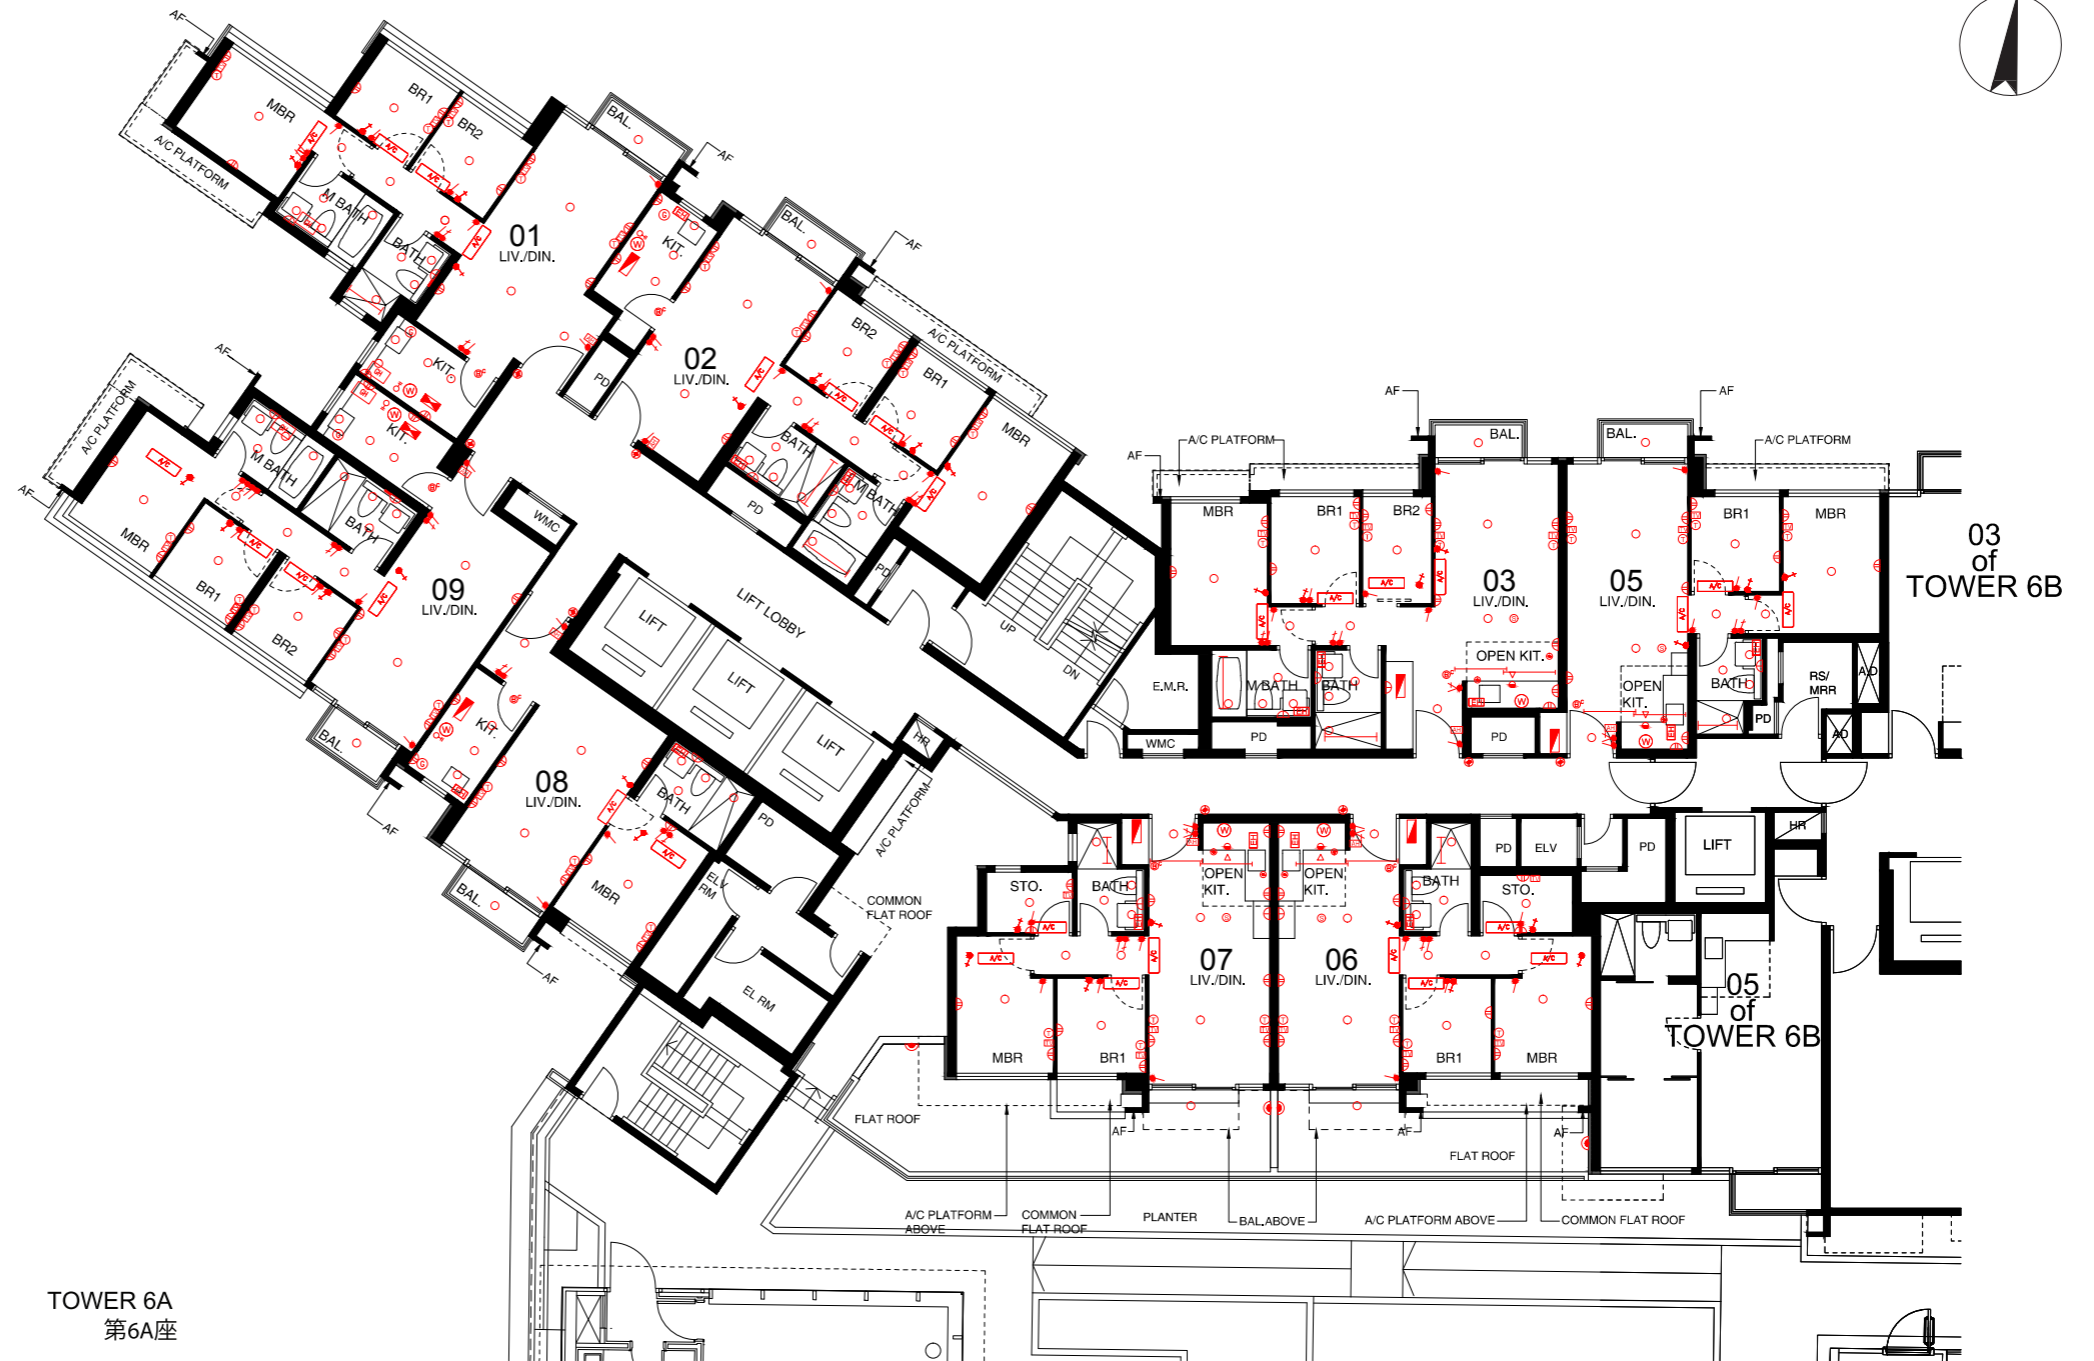 AF
MBR
BR1
BR2
A/C PLATFORM
M BATH
BATH
01
LIV./DIN.
BAL.
AF
KIT.
KIT.
PD
02
LIV./DIN.
BAL.
AF
BR2
BR1
MBR
A/C PLATFORM
BATH
M BATH
PD
PD
AF
A/C PLATFORM
AF
MBR
M BATH
BATH
KIT.
BR1
BR2
09
LIV./DIN.
WMC
BAL.
AF
LIFT
LIFT
LIFT
LIFT LOBBY
UP
DN
E.M.R.
WMC
HR
A/C PLATFORM
KIT.
08
LIV./DIN.
BATH
MBR
BAL.
AF
PD
ELV
RM
EL RM
COMMON
FLAT ROOF
AF
A/C PLATFORM
AF
BAL.
MBR
BR1
BR2
03
LIV./DIN.
OPEN KIT.
M BATH
BATH
PD
PD
AF
BAL.
A/C PLATFORM
BR1
MBR
05
LIV./DIN.
OPEN
KIT.
BATH
PD
RS/
MRR
A.D
AD
03
of
TOWER 6B
LIFT
HR
STO.
BATH
OPEN
KIT.
07
LIV./DIN.
MBR
BR1
AF
OPEN
KIT.
06
LIV./DIN.
BATH
STO.
BR1
MBR
AF
AF
PD
ELV
PD
05
of
TOWER 6B
FLAT ROOF
FLAT ROOF
A/C PLATFORM
ABOVE
COMMON
FLAT ROOF
PLANTER
BAL.ABOVE
A/C PLATFORM ABOVE
COMMON FLAT ROOF
TOWER 6A
第6A座